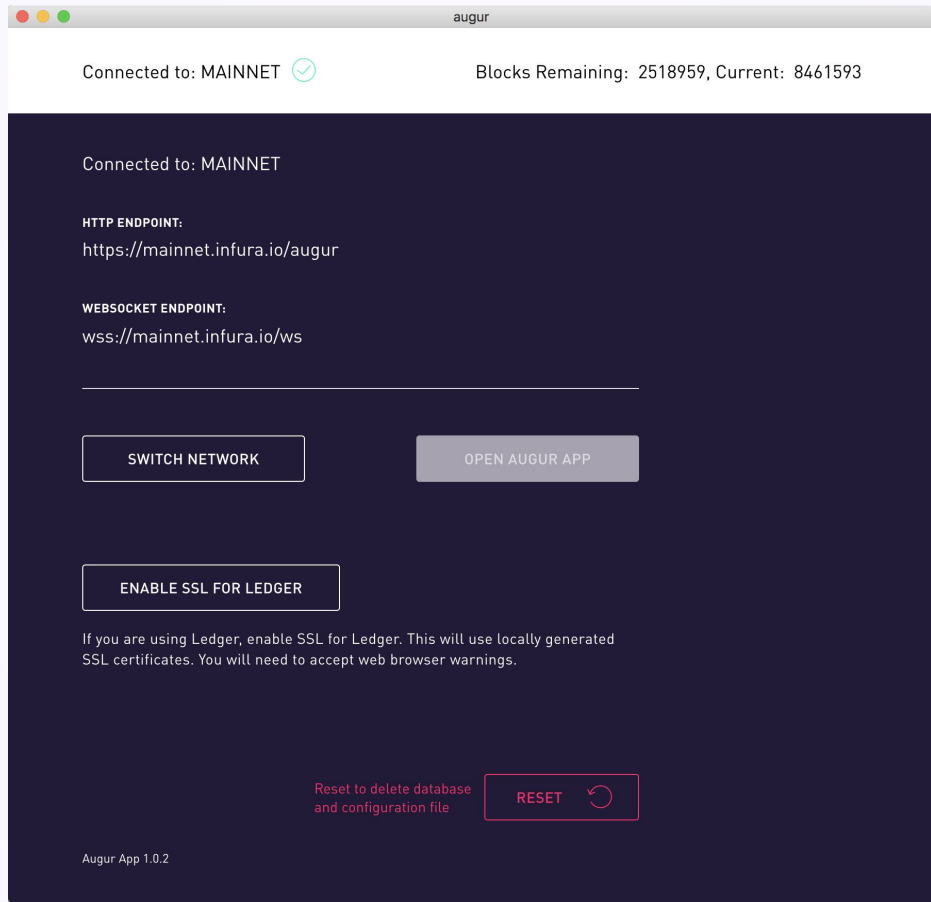 augur
Connected to: MAINNET
Blocks Remaining: 2518959, Current: 8461593
Connected to: MAINNET
HTTP ENDPOINT:
https://mainnet.infura.io/augur
WEBSOCKET ENDPOINT:
wss://mainnet.infura.io/ws
SWITCH NETWORK
OPEN AUGUR APP
ENABLE SSL FOR LEDGER
If you are using Ledger, enable SSL for Ledger. This will use locally generated
SSL certificates. You will need to accept web browser warnings.
Reset to delete database
and configuration file
RESET
Augur App 1.0.2